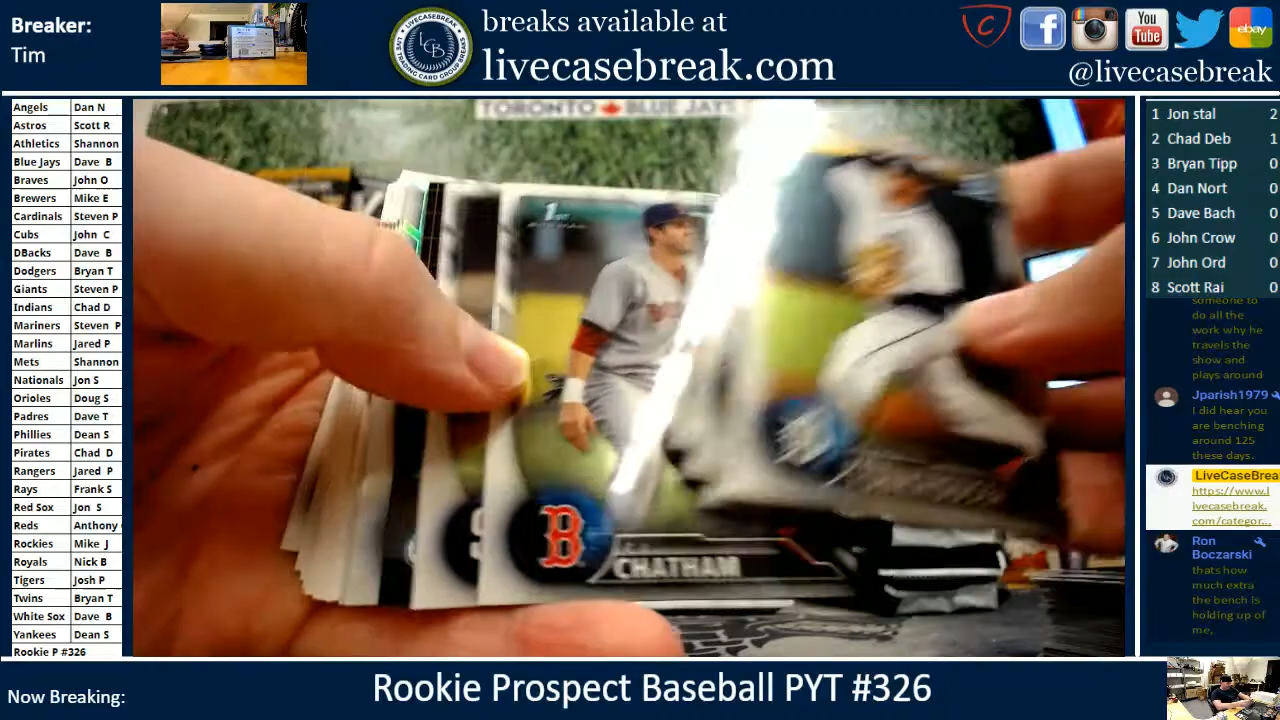 Breaker:
Tim
LCB
breaks available at
livecasebreak.com
You
Tube
ebay
@livecasebreak
Angels Dan N
Astros Scott R
Athletics Shannon
Blue Jays Dave B
Braves John O
Brewers Mike E
Cardinals Steven P
Cubs John C
DBacks Dave B
Dodgers Bryan T
Giants Steven P
Indians Chad D
Mariners Steven P
Marlins Jared P
Mets Shannon
Nationals Jon S
Orioles Doug S
Padres Dave T
Phillies Dean S
Pirates Chad D
Rangers Jared P
Rays Frank S
Red Sox Jon S
Reds Anthony
Rockies Mike J
Royals Nick B
Tigers Josh P
Twins Bryan T
White Sox Dave B
Yankees Dean S
Rookie P #326
TORONTO BLUE JAYS
1st
B
CHATHAM
1 Jon stal 2
2 Chad Deb 1
3 Bryan Tipp 0
4 Dan Nort 0
5 Dave Bach 0
6 John Crow 0
7 John Ord 0
8 Scott Rai 0
someone to
do all the
work why he
travels the
show and
plays around
Jparish1979
I did hear you
are benching
around 125
these days.
LiveCaseBrea
https://www.l
ivecasebreak.
com/categor...
Ron
Boczarski
thats how
much extra
the bench is
holding up of
me,
Now Breaking:
Rookie Prospect Baseball PYT #326